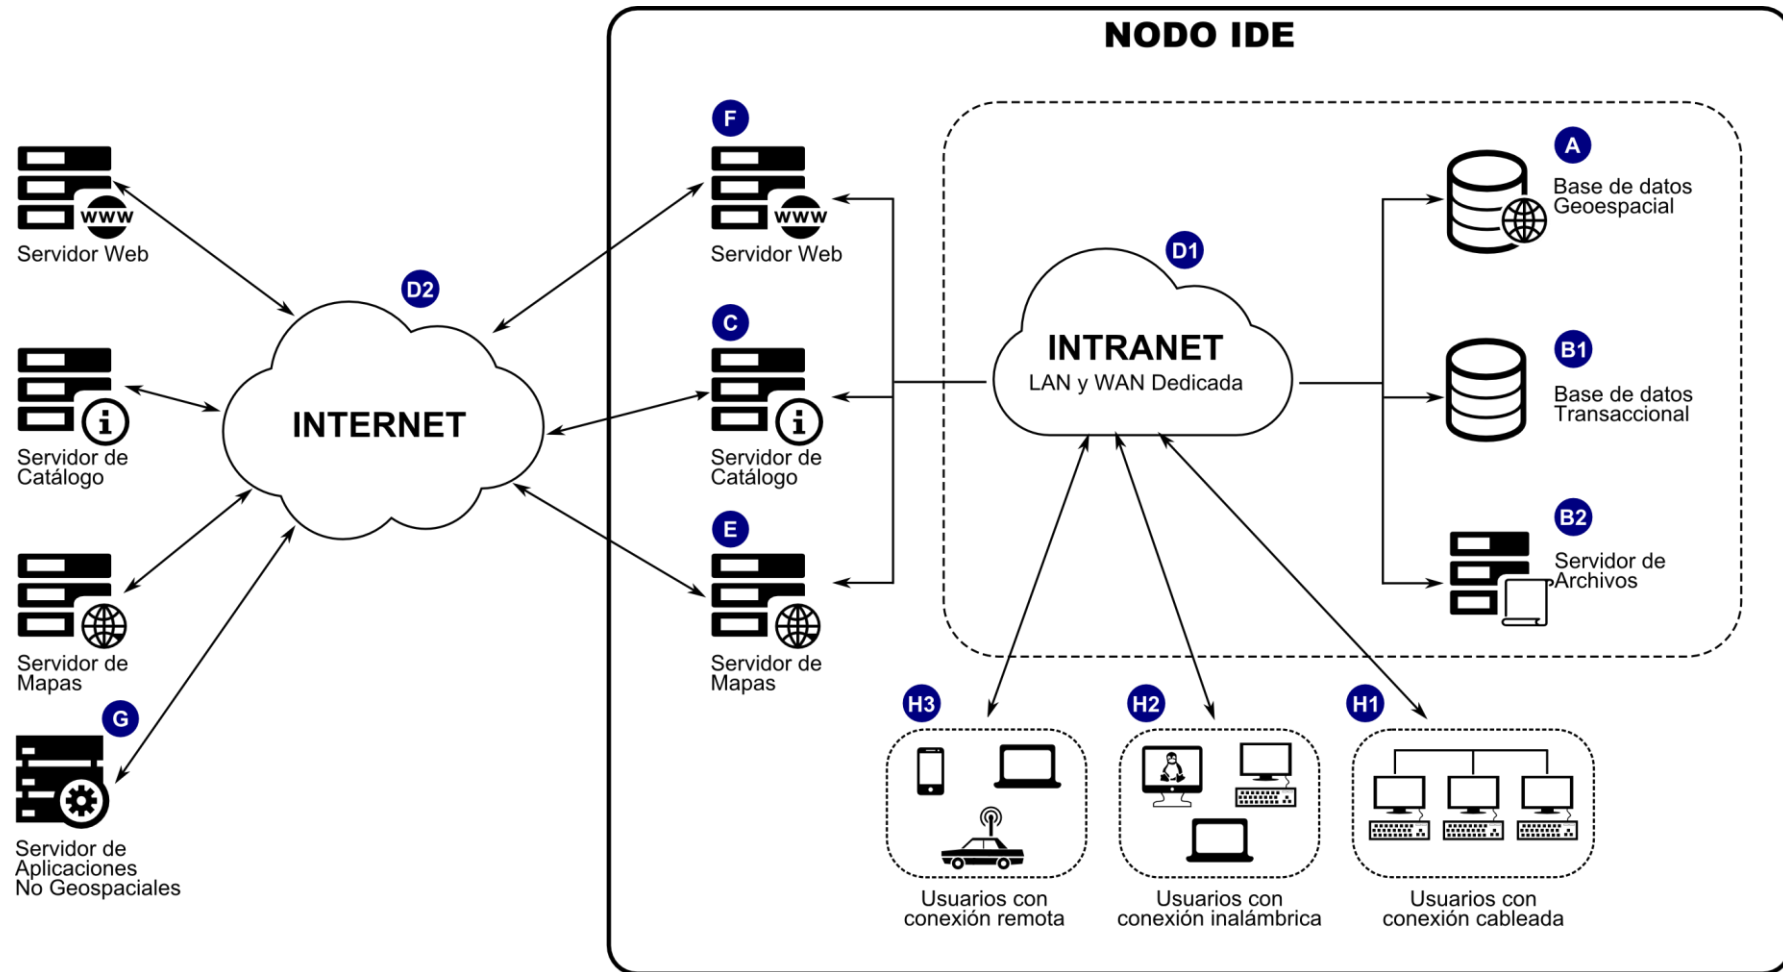 NODO IDE
F
A
www
Servidor Web
www
Servidor Web
Base de datos
Geoespacial
D1
D2
C
B1
INTRANET
LAN y WAN Dedicada
INTERNET
i
Servidor de
Catálogo
i
Servidor de
Catálogo
Base de datos
Transaccional
E
B2
Servidor de
Archivos
Servidor de
Mapas
Servidor de
Mapas
G
H3
H2
H1
Servidor de
Aplicaciones
No Geospaciales
Usuarios con
conexión remota
Usuarios con
conexión inalámbrica
Usuarios con
conexión cableada